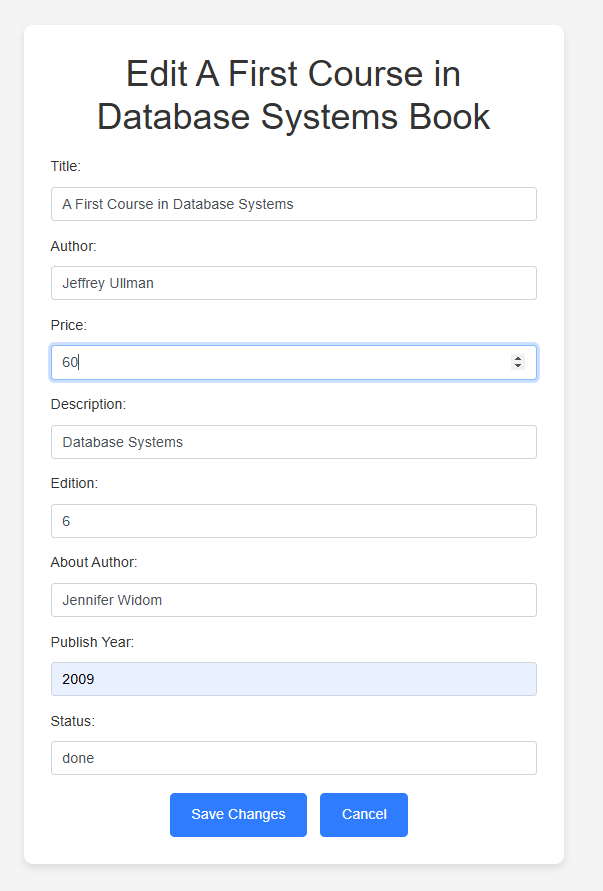 Edit A First Course in
Database Systems Book
Title:
A First Course in Database Systems
Author:
Jeffrey Ullman
Price:
60
Description:
Database Systems
Edition:
6
About Author:
Jennifer Widom
Publish Year:
2009
Status:
done
Save Changes
Cancel